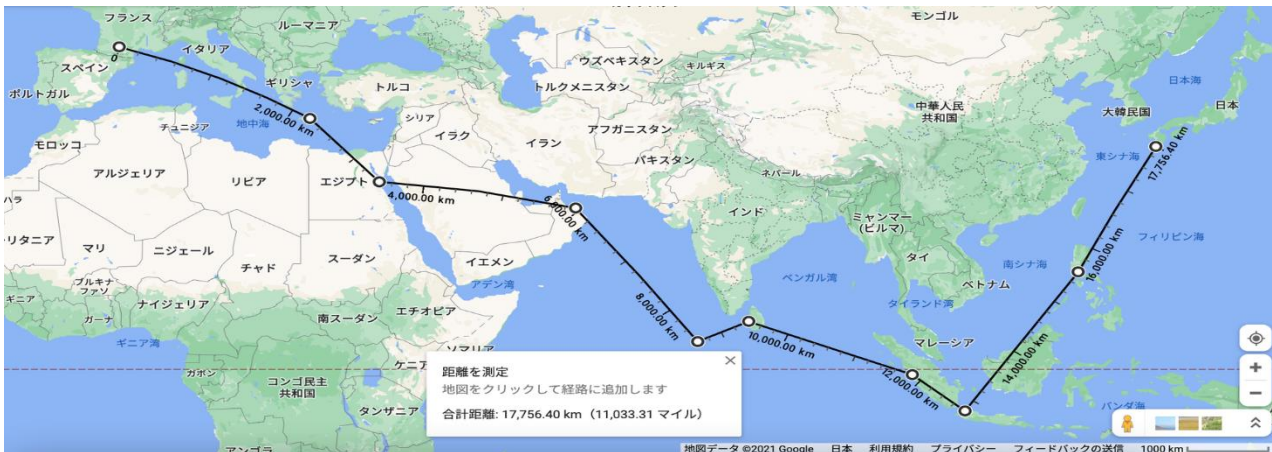 フランス
ルーマニア
モンゴル
イタリア
スペイン
ウズベキスタン
キルギス
日本海
ポルトガル
ギリシャ
トルコ
トルクメニスタン
0
2,000.00 km
地中海
チュニジア
シリア
イラク
イラン
アフガニスタン
中華人民
共和国
大韓民国
日本
モロッコ
パキスタン
東シナ海
17,756.40 km
アルジェリア
リビア
エジプト
4,000.00 km
ネパール
ハラ
インド
ミャンマー
(ビルマ)
リタニア
マリ
ニジェール
チャド
スーダン
イエメン
フィリピン海
ブルキナ
ファソ
アデン湾
ベンガル湾
タイ
南シナ海
16,000.00 km
ベトナム
ギニア
ナイジェリア
エチオピア
8,000.00 km
タイランド湾
ガーナ
南スーダン
10,000.00 km
ギニア湾
ソマリア
マレーシア
14,000.00 km
ケニア
ガボン
コンゴ民主
共和国
12,000.00 km
タンザニア
バンダ海
アンゴラ
距離を測定
地図をクリックして経路に追加します
合計距離: 17,756.40 km（11,033.31 マイル）
地図データ ©2021 Google 日本 利用規約 プライバシー フィードバックの送信 1000 km